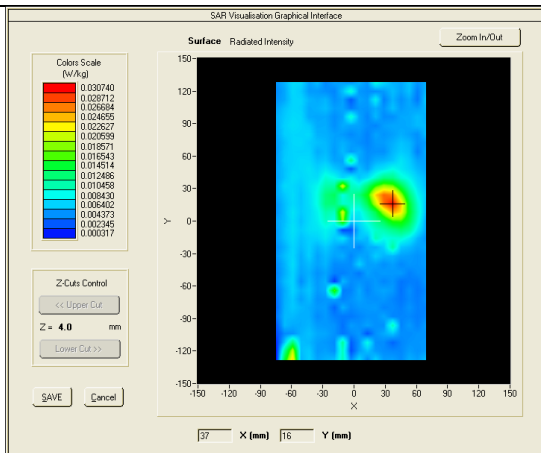 SAR Visualisation Graphical Interface
Surface Radiated Intensity
Zoom In/Out
Colors Scale
(W/kg)
0.030740
0.028712
0.026684
0.024655
0.022627
0.020599
0.018571
0.016543
0.014514
0.012486
0.010458
0.008430
0.006402
0.004373
0.002345
0.000317
Z-Cuts Control
<< Upper Cut
Z = 4.0 mm
Lower Cut >>
SAVE
Cancel
150
120
90
60
30
0
-30
-60
-90
-120
-150
Y
-150 -120 -90 -60 -30 0 30 60 90 120 150
X
37 X (mm) 16 Y (mm)